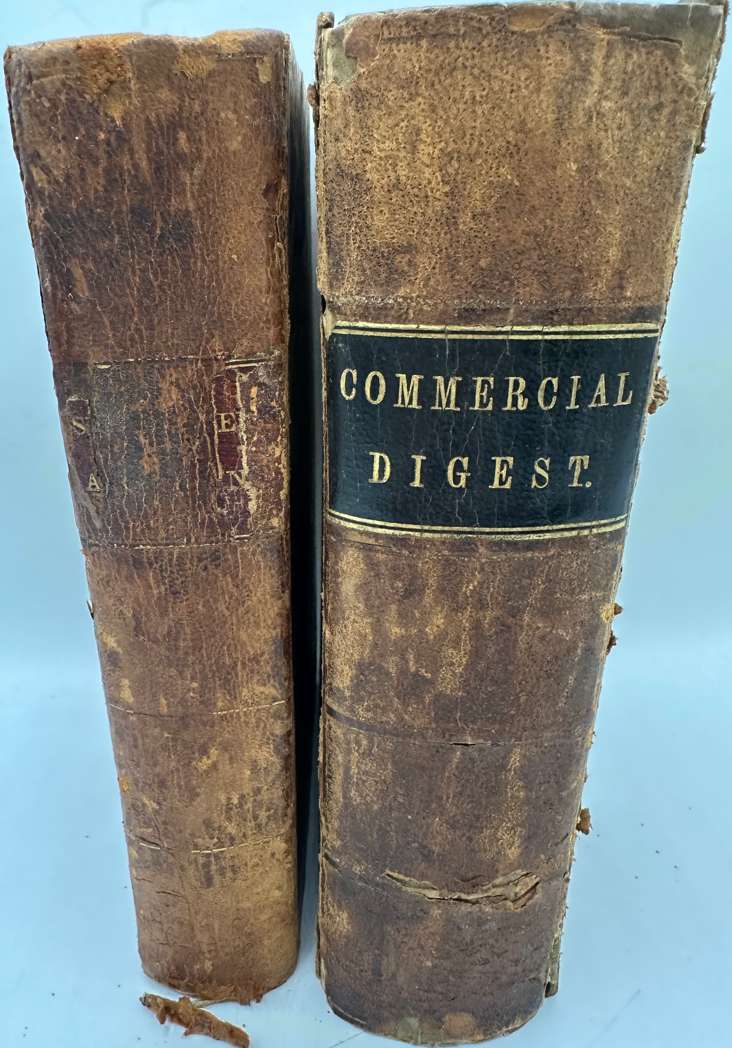 S E
A N
COMMERCIAL
DIGEST.